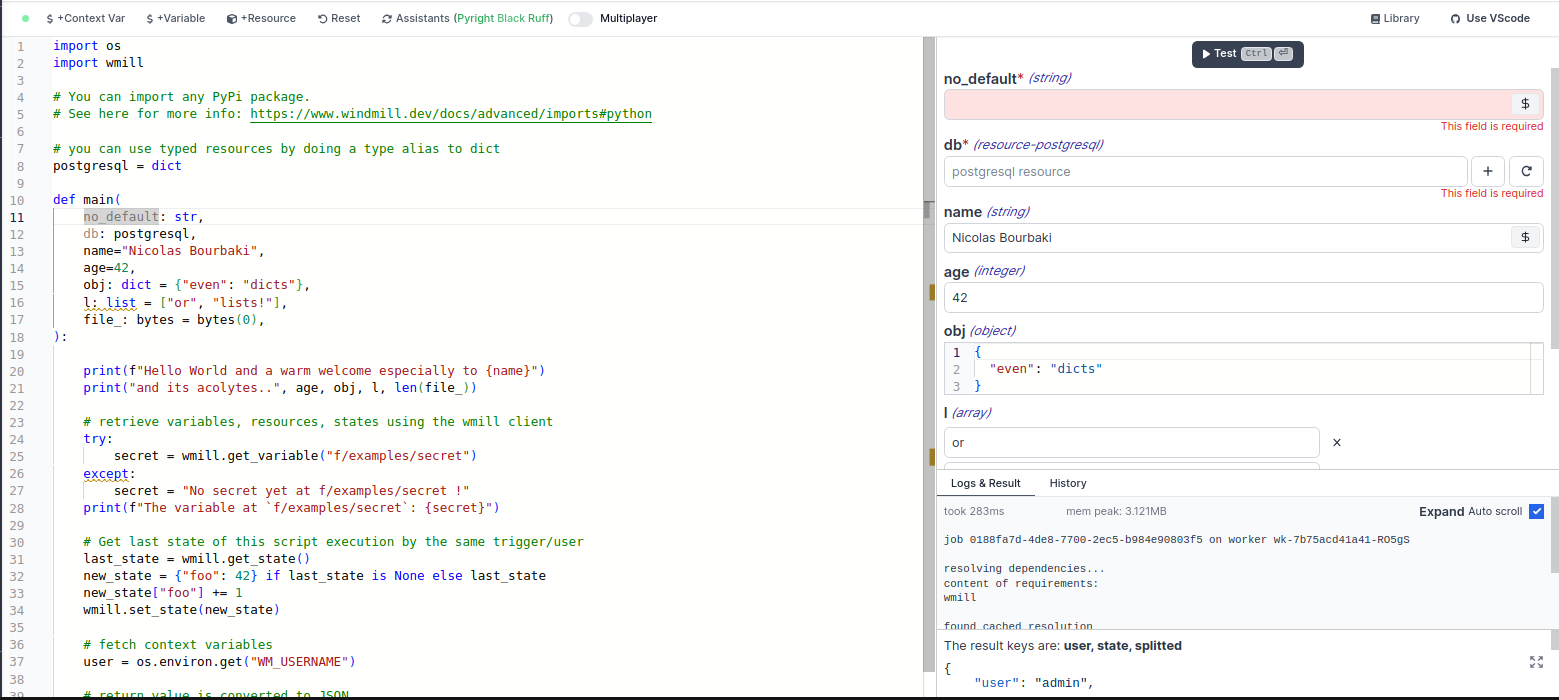 +Context Var +Variable +Resource Reset Assistants (Pyright Black Ruff) Multiplayer Library Use VScode
1 import os
2 import wmill
3
4 # You can import any PyPi package.
5 # See here for more info: https://www.windmill.dev/docs/advanced/imports#python
6
7 # you can use typed resources by doing a type alias to dict
8 postgresql = dict
9
10 def main(
11     no_default: str,
12     db: postgresql,
13     name="Nicolas Bourbaki",
14     age=42,
15     obj: dict = {"even": "dicts"},
16     l: list = ["or", "lists!"],
17     file_: bytes = bytes(0),
18 ):
19
20     print(f"Hello World and a warm welcome especially to {name}")
21     print("and its acolytes..", age, obj, l, len(file_))
22
23     # retrieve variables, resources, states using the wmill client
24     try:
25         secret = wmill.get_variable("f/examples/secret")
26     except:
27         secret = "No secret yet at f/examples/secret !"
28     print(f"The variable at `f/examples/secret`: {secret}")
29
30     # Get last state of this script execution by the same trigger/user
31     last_state = wmill.get_state()
32     new_state = {"foo": 42} if last_state is None else last_state
33     new_state["foo"] += 1
34     wmill.set_state(new_state)
35
36     # fetch context variables
37     user = os.environ.get("WM_USERNAME")
38
39     # return value is converted to JSON
Test Ctrl ⏎
no_default* (string)
$
This field is required
db* (resource-postgresql)
postgresql resource +
This field is required
name (string)
Nicolas Bourbaki $
age (integer)
42
obj (object)
1 {
2   "even": "dicts"
3 }
l (array)
or ×
Logs & Result History
took 283ms mem peak: 3.121MB Expand Auto scroll
job 0188fa7d-4de8-7700-2ec5-b984e90803f5 on worker wk-7b75acd41a41-RO5gS
resolving dependencies...
content of requirements:
wmill
found cached resolution
The result keys are: user, state, splitted
{
    "user": "admin",